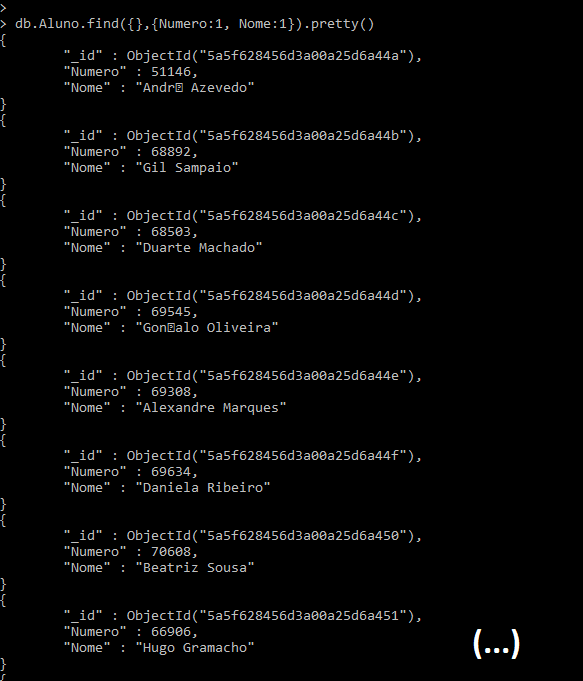 >
> db.Aluno.find({},{Numero:1, Nome:1}).pretty()
{
        "_id" : ObjectId("5a5f628456d3a00a25d6a44a"),
        "Numero" : 51146,
        "Nome" : "Andr� Azevedo"
}
{
        "_id" : ObjectId("5a5f628456d3a00a25d6a44b"),
        "Numero" : 68892,
        "Nome" : "Gil Sampaio"
}
{
        "_id" : ObjectId("5a5f628456d3a00a25d6a44c"),
        "Numero" : 68503,
        "Nome" : "Duarte Machado"
}
{
        "_id" : ObjectId("5a5f628456d3a00a25d6a44d"),
        "Numero" : 69545,
        "Nome" : "Gon�alo Oliveira"
}
{
        "_id" : ObjectId("5a5f628456d3a00a25d6a44e"),
        "Numero" : 69308,
        "Nome" : "Alexandre Marques"
}
{
        "_id" : ObjectId("5a5f628456d3a00a25d6a44f"),
        "Numero" : 69634,
        "Nome" : "Daniela Ribeiro"
}
{
        "_id" : ObjectId("5a5f628456d3a00a25d6a450"),
        "Numero" : 70608,
        "Nome" : "Beatriz Sousa"
}
{
        "_id" : ObjectId("5a5f628456d3a00a25d6a451"),
        "Numero" : 66906,
        "Nome" : "Hugo Gramacho"
(...)
}
{